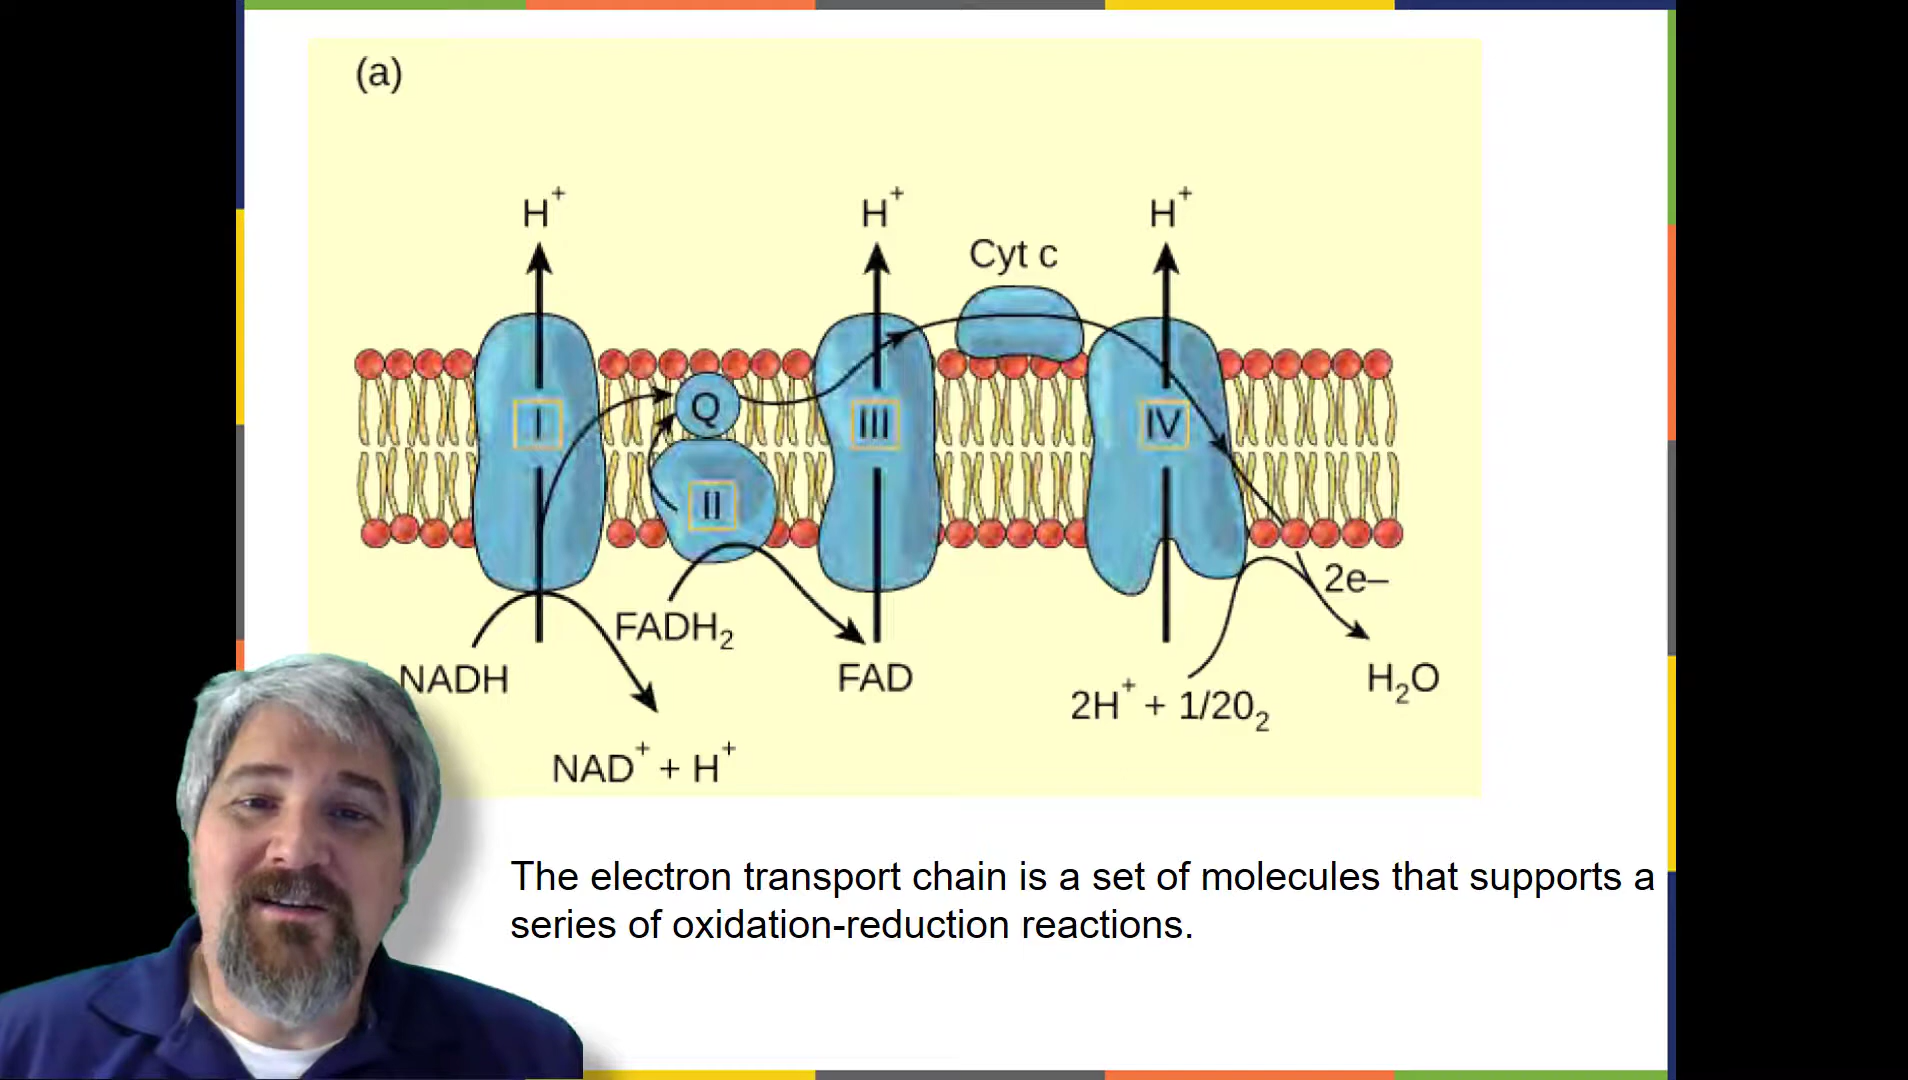 (a)
H+
H+
H+
Cyt c
Q
I
III
IV
II
2e–
FADH2
NADH
FAD
H2O
2H+ + 1/2O2
NAD+ + H+
The electron transport chain is a set of molecules that supports a
series of oxidation-reduction reactions.